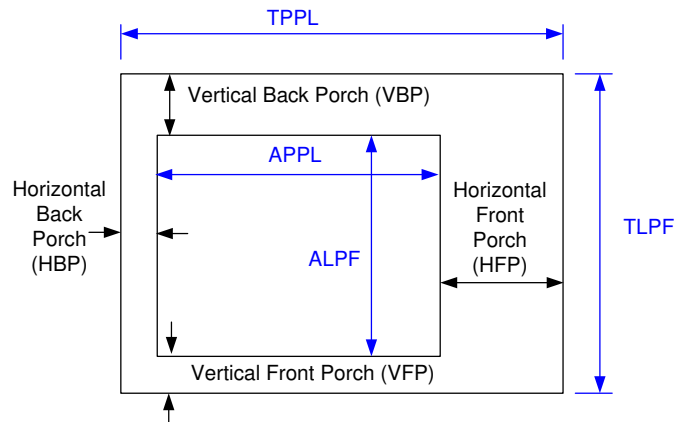 TPPL
Vertical Back Porch (VBP)
APPL
Horizontal
Back
Porch
(HBP)
Horizontal
Front
Porch
(HFP)
TLPF
ALPF
Vertical Front Porch (VFP)